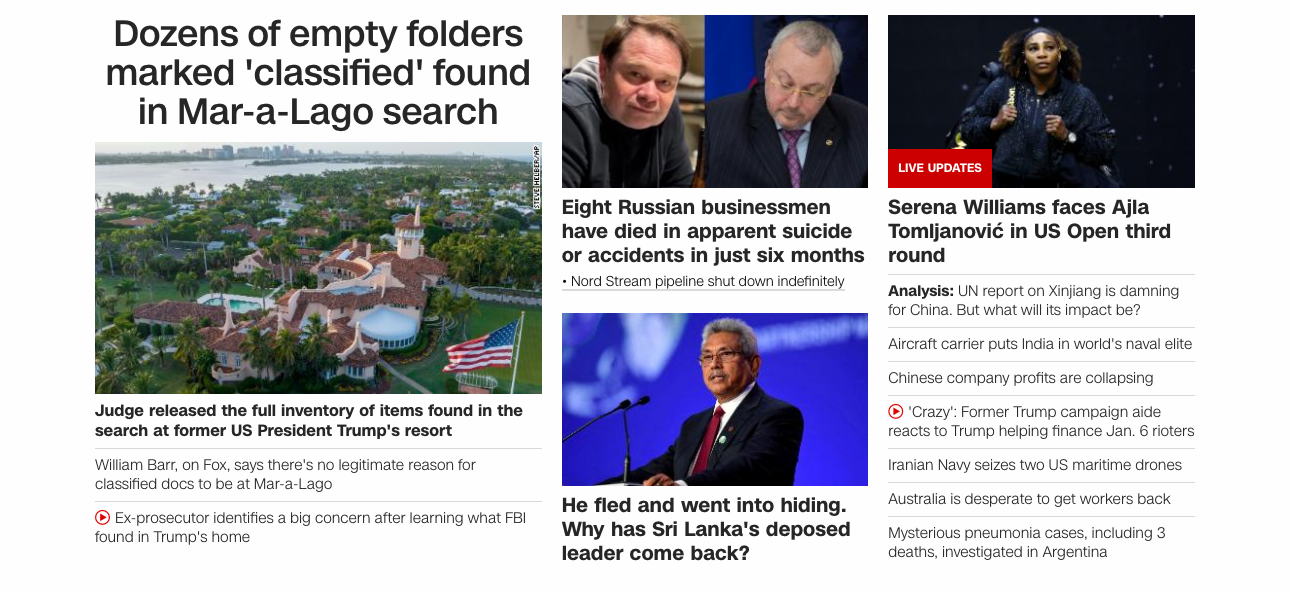 Dozens of empty folders
marked 'classified' found
in Mar-a-Lago search
STEVE HELBER/AP
Judge released the full inventory of items found in the
search at former US President Trump's resort
William Barr, on Fox, says there's no legitimate reason for
classified docs to be at Mar-a-Lago
Ex-prosecutor identifies a big concern after learning what FBI
found in Trump's home
Eight Russian businessmen
have died in apparent suicide
or accidents in just six months
• Nord Stream pipeline shut down indefinitely
He fled and went into hiding.
Why has Sri Lanka's deposed
leader come back?
LIVE UPDATES
Serena Williams faces Ajla
Tomljanović in US Open third
round
Analysis: UN report on Xinjiang is damning
for China. But what will its impact be?
Aircraft carrier puts India in world's naval elite
Chinese company profits are collapsing
'Crazy': Former Trump campaign aide
reacts to Trump helping finance Jan. 6 rioters
Iranian Navy seizes two US maritime drones
Australia is desperate to get workers back
Mysterious pneumonia cases, including 3
deaths, investigated in Argentina